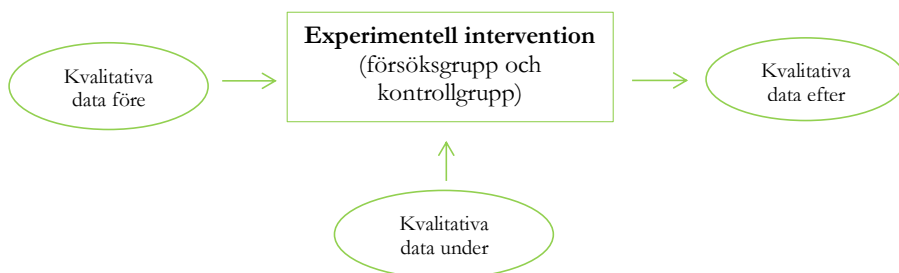 Kvalitativa
data före
Experimentell intervention
(försöksgrupp och
kontrollgrupp)
Kvalitativa
data efter
Kvalitativa
data under